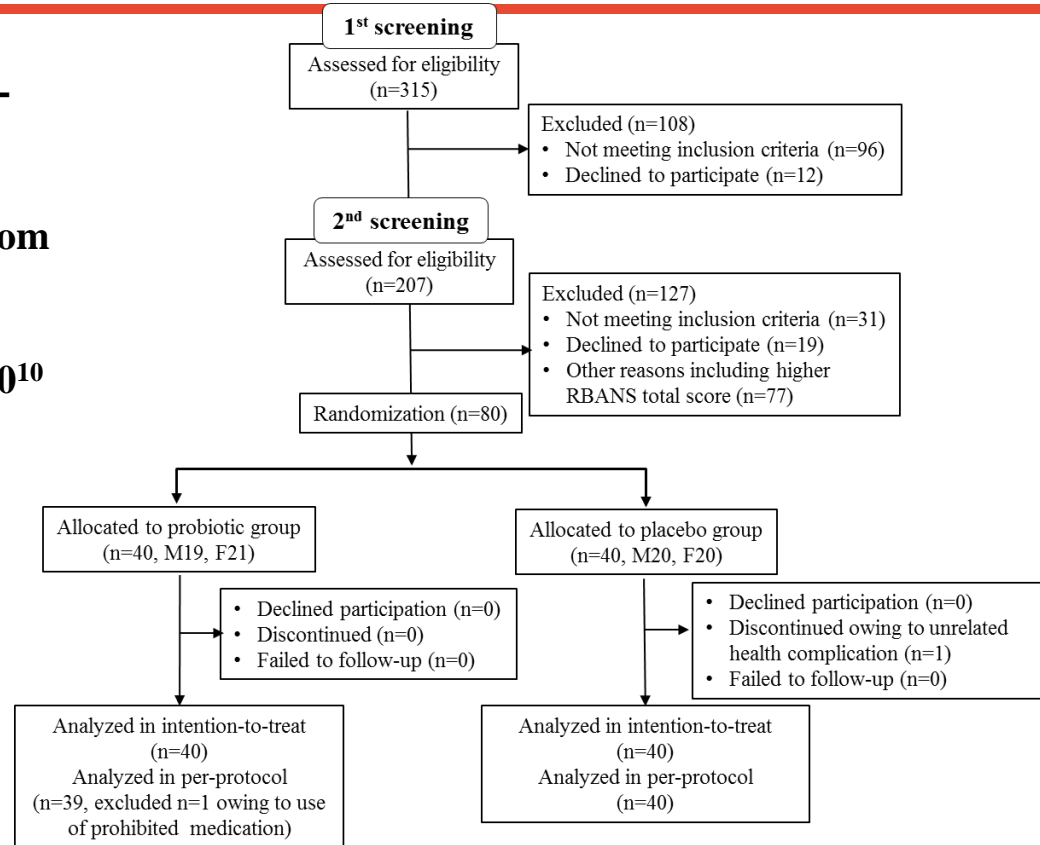 -
om
0¹⁰
1st screening
Assessed for eligibility
(n=315)
Excluded (n=108)
• Not meeting inclusion criteria (n=96)
• Declined to participate (n=12)
2nd screening
Assessed for eligibility
(n=207)
Excluded (n=127)
• Not meeting inclusion criteria (n=31)
• Declined to participate (n=19)
• Other reasons including higher
RBANS total score (n=77)
Randomization (n=80)
Allocated to probiotic group
(n=40, M19, F21)
Allocated to placebo group
(n=40, M20, F20)
• Declined participation (n=0)
• Discontinued (n=0)
• Failed to follow-up (n=0)
• Declined participation (n=0)
• Discontinued owing to unrelated
health complication (n=1)
• Failed to follow-up (n=0)
Analyzed in intention-to-treat
(n=40)
Analyzed in per-protocol
(n=39, excluded n=1 owing to use
of prohibited medication)
Analyzed in intention-to-treat
(n=40)
Analyzed in per-protocol
(n=40)